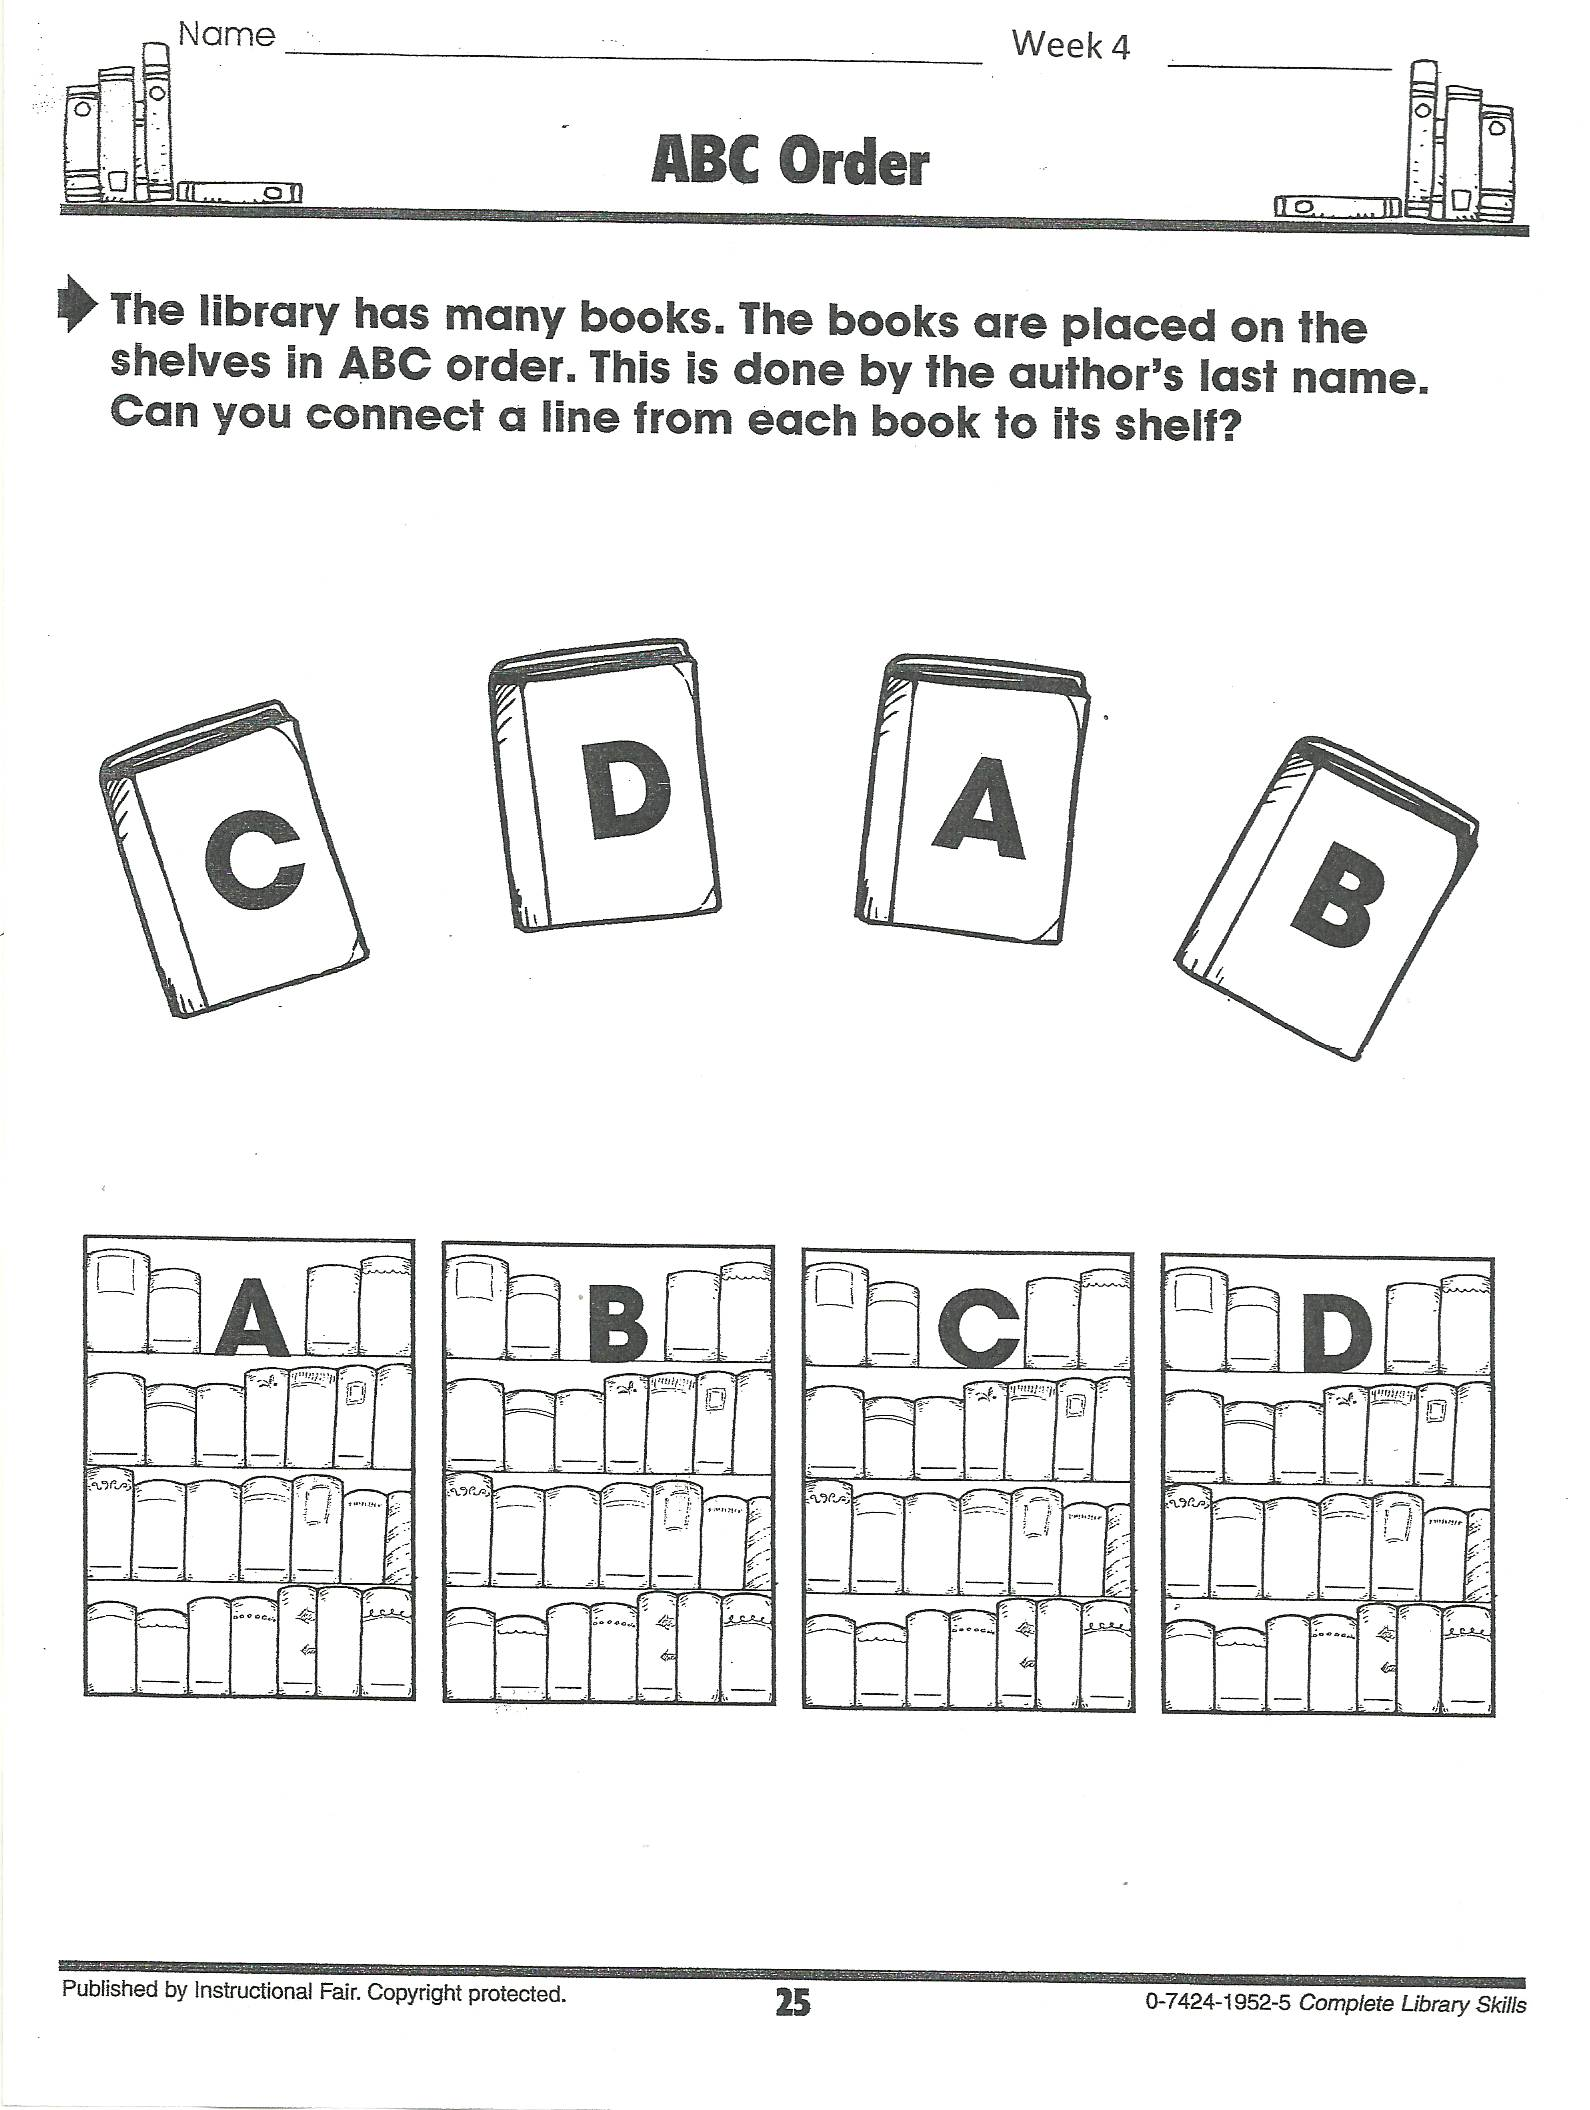 Name
Week 4
ABC Order
The library has many books. The books are placed on the
shelves in ABC order. This is done by the author's last name.
Can you connect a line from each book to its shelf?
C
D
A
B
A
B
C
D
Published by Instructional Fair. Copyright protected.
25
0-7424-1952-5 Complete Library Skills